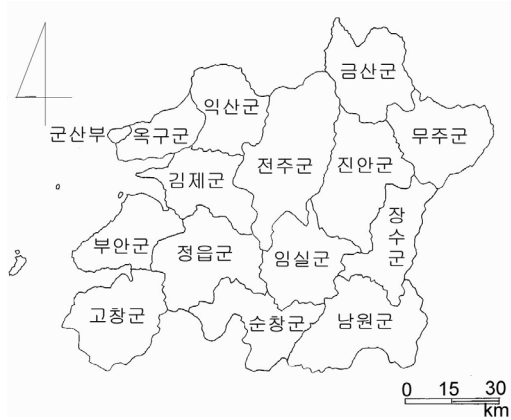 금산군
익산군
군산부
옥구군
무주군
전주군
진안군
김제군
장수군
부안군
정읍군
임실군
고창군
순창군
남원군
0 15 30
km